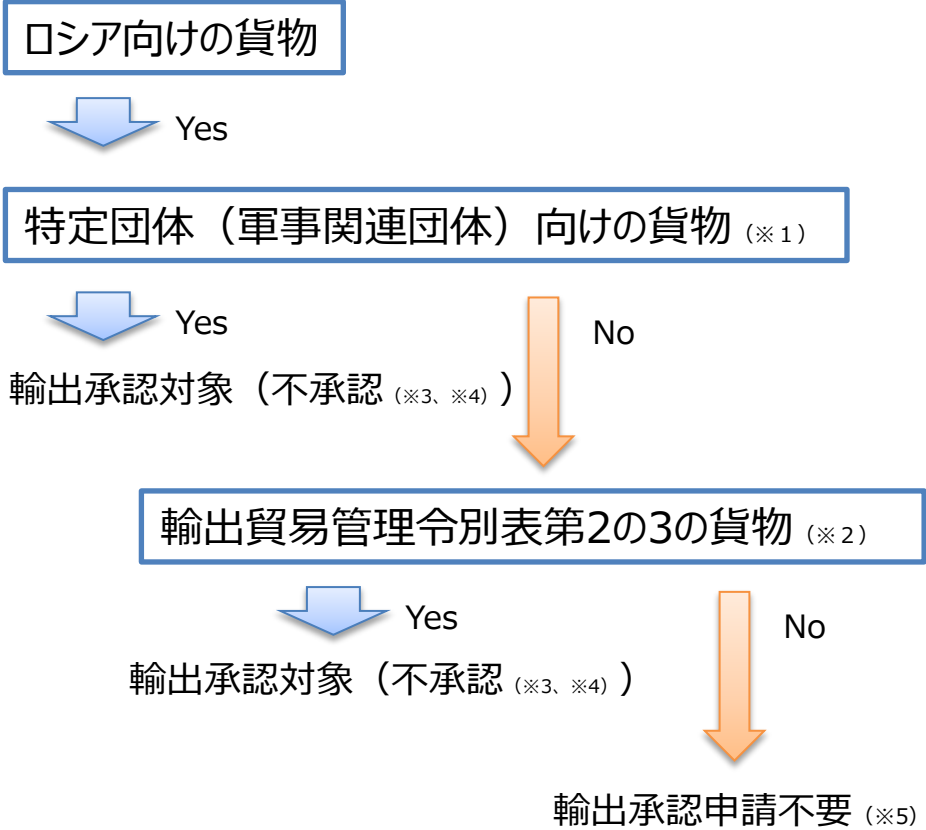 ロシア向けの貨物
Yes
特定団体（軍事関連団体）向けの貨物（※１）
Yes
No
輸出承認対象（不承認（※3、※4））
輸出貿易管理令別表第2の3の貨物（※２）
Yes
No
輸出承認対象（不承認（※3、※4））
輸出承認申請不要（※5）